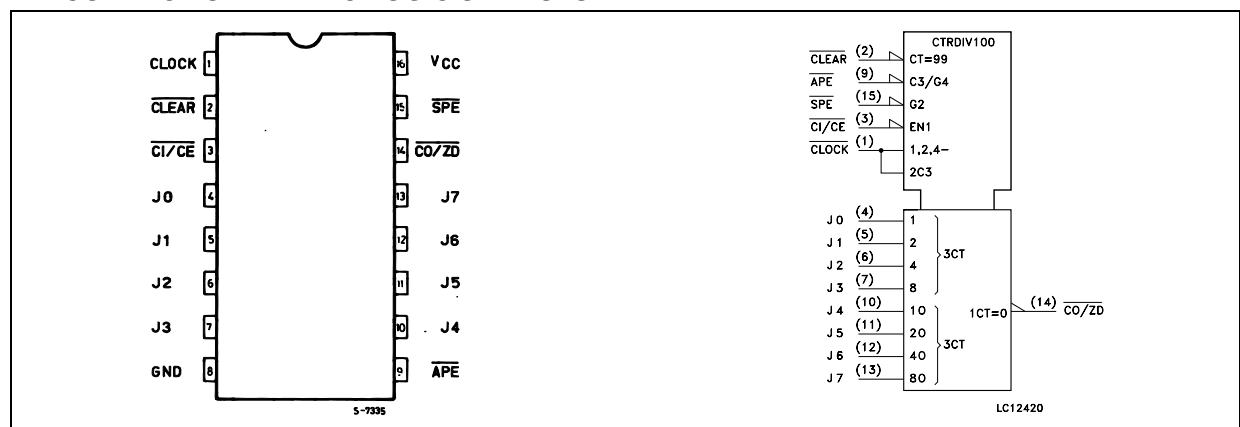 CLOCK 1
16 VCC
CLEAR 2
15 SPE
CI/CE 3
14 CO/ZD
J0 4
13 J7
J1 5
12 J6
J2 6
11 J5
J3 7
10 J4
GND 8
9 APE
S-7335
CTRDIV100
CLEAR (2) CT=99
APE (9) C3/G4
SPE (15) G2
CI/CE (3) EN1
CLOCK (1) 1,2,4-
2C3
J0 (4) 1
J1 (5) 2
J2 (6) 4
J3 (7) 8
3CT
J4 (10) 10
J5 (11) 20
J6 (12) 40
J7 (13) 80
3CT
1CT=0 (14) CO/ZD
LC12420